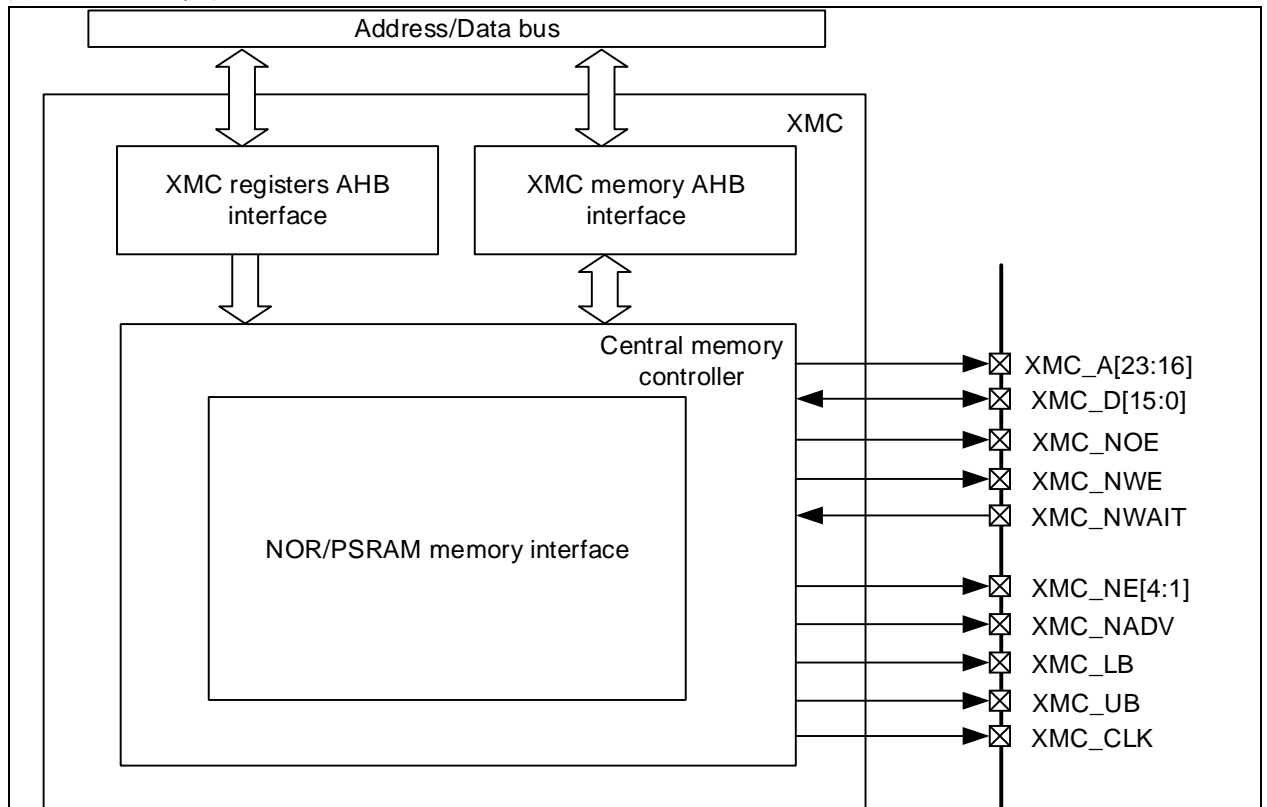 Address/Data bus
XMC
XMC registers AHB
interface
XMC memory AHB
interface
Central memory
controller
NOR/PSRAM memory interface
XMC_A[23:16]
XMC_D[15:0]
XMC_NOE
XMC_NWE
XMC_NWAIT
XMC_NE[4:1]
XMC_NADV
XMC_LB
XMC_UB
XMC_CLK